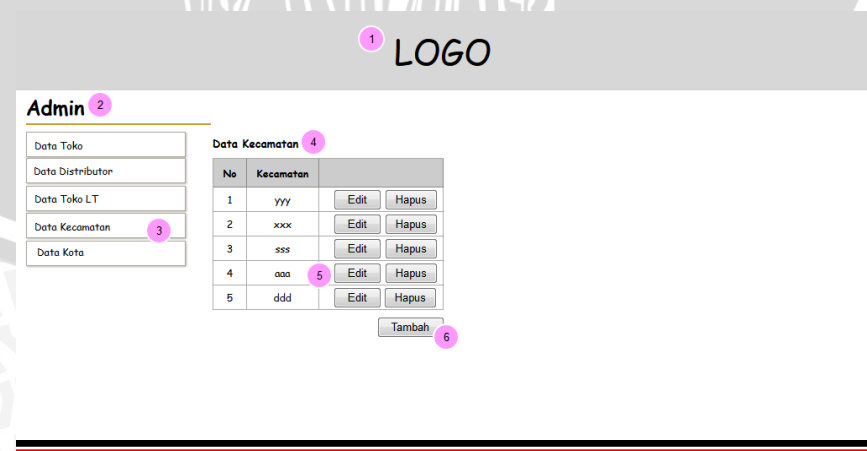 1 LOGO
Admin 2
Data Toko
Data Distributor
Data Toko LT
Data Kecamatan 3
Data Kota
Data Kecamatan 4
No Kecamatan
1 yyy Edit Hapus
2 xxx Edit Hapus
3 sss Edit Hapus
4 aaa 5 Edit Hapus
5 ddd Edit Hapus
Tambah 6